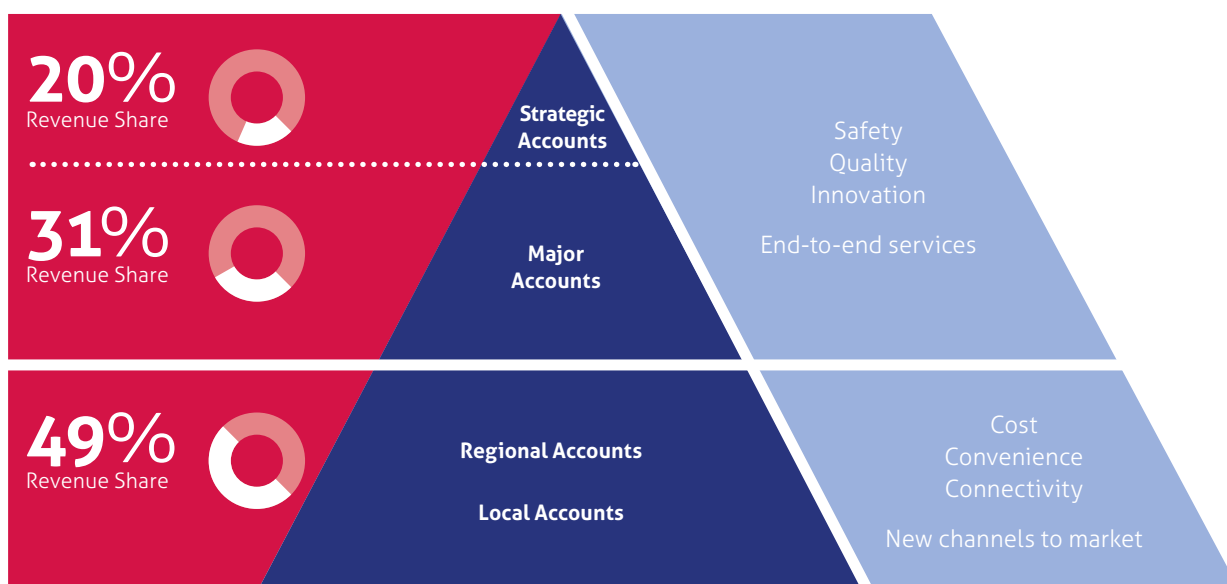 20%
Revenue Share
Strategic
Accounts
31%
Revenue Share
Major
Accounts
Safety
Quality
Innovation
End-to-end services
49%
Revenue Share
Regional Accounts
Local Accounts
Cost
Convenience
Connectivity
New channels to market